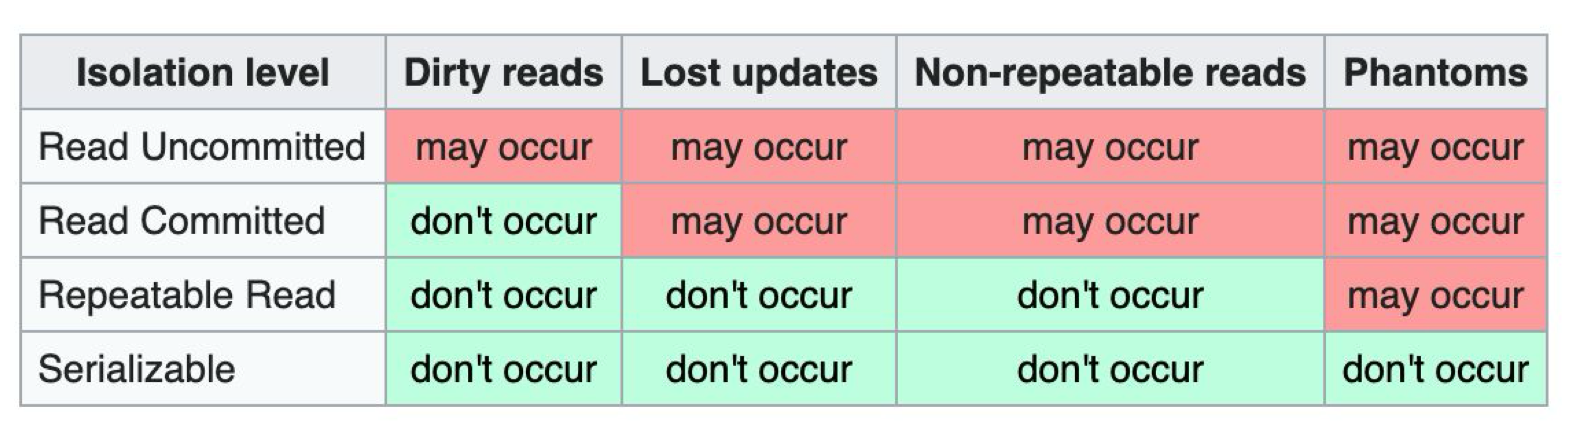 Isolation level Dirty reads Lost updates Non-repeatable reads Phantoms
Read Uncommitted may occur may occur may occur may occur
Read Committed don't occur may occur may occur may occur
Repeatable Read don't occur don't occur don't occur may occur
Serializable don't occur don't occur don't occur don't occur